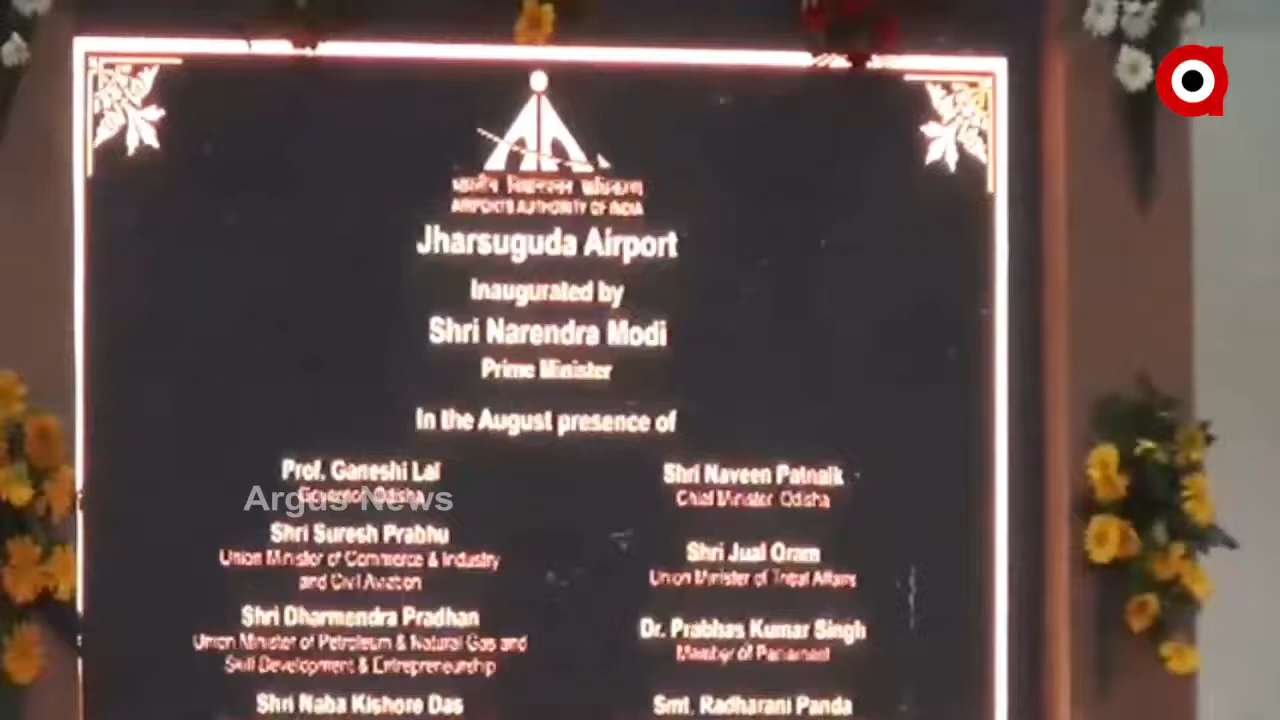 भारतीय विमानपत्तन प्राधिकरण
AIRPORTS AUTHORITY OF INDIA
Jharsuguda Airport
Inaugurated by
Shri Narendra Modi
Prime Minister
In the August presence of
Prof. Ganeshi Lal
Governor, Odisha
Argus News
Shri Suresh Prabhu
Union Minister of Commerce & Industry
and Civil Aviation
Shri Dharmendra Pradhan
Union Minister of Petroleum & Natural Gas and
Skill Development & Entrepreneurship
Shri Naba Kishore Das
Shri Naveen Patnaik
Chief Minister, Odisha
Shri Jual Oram
Union Minister of Tribal Affairs
Dr. Prabhas Kumar Singh
Member of Parliament
Smt. Radharani Panda